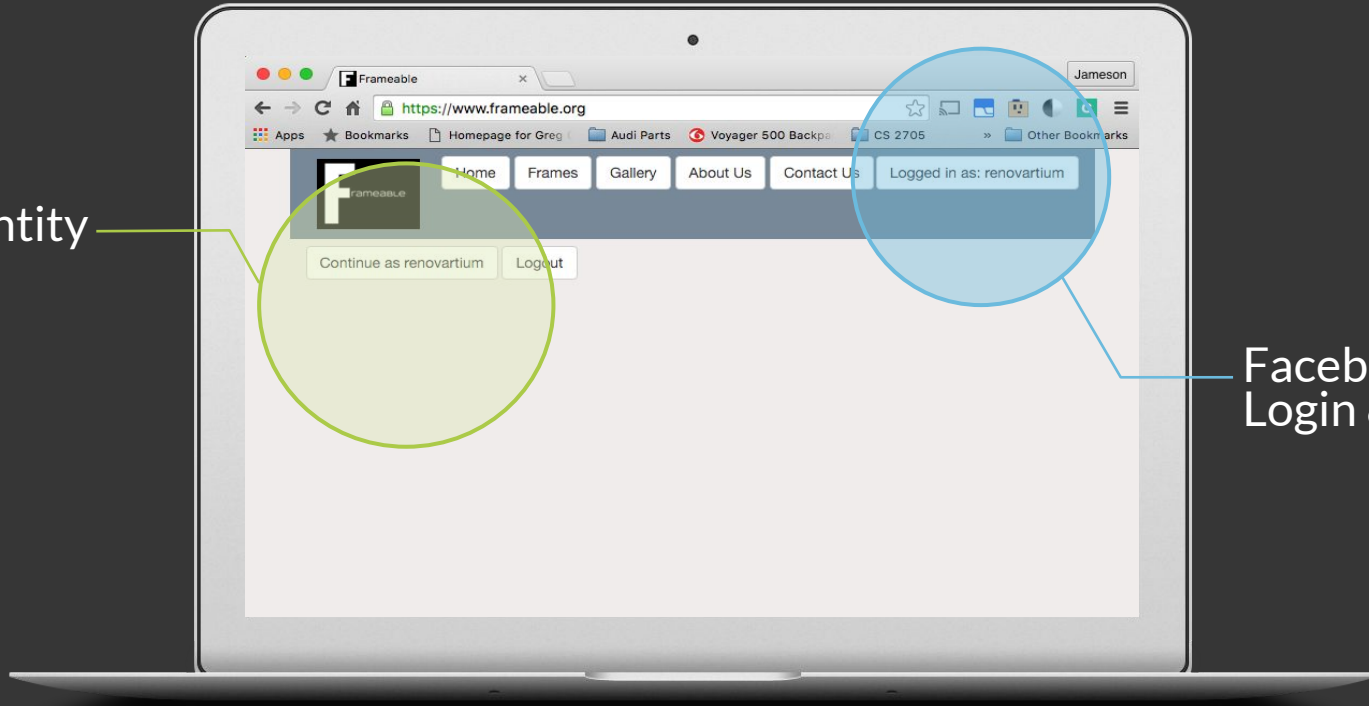 Frameable
Jameson
https://www.frameable.org
Apps Bookmarks Homepage for Greg Audi Parts Voyager 500 Backpa CS 2705 » Other Bookmarks
Frameable
Home Frames Gallery About Us Contact Us Logged in as: renovartium
Continue as renovartium Logout
ntity
Faceb
Login